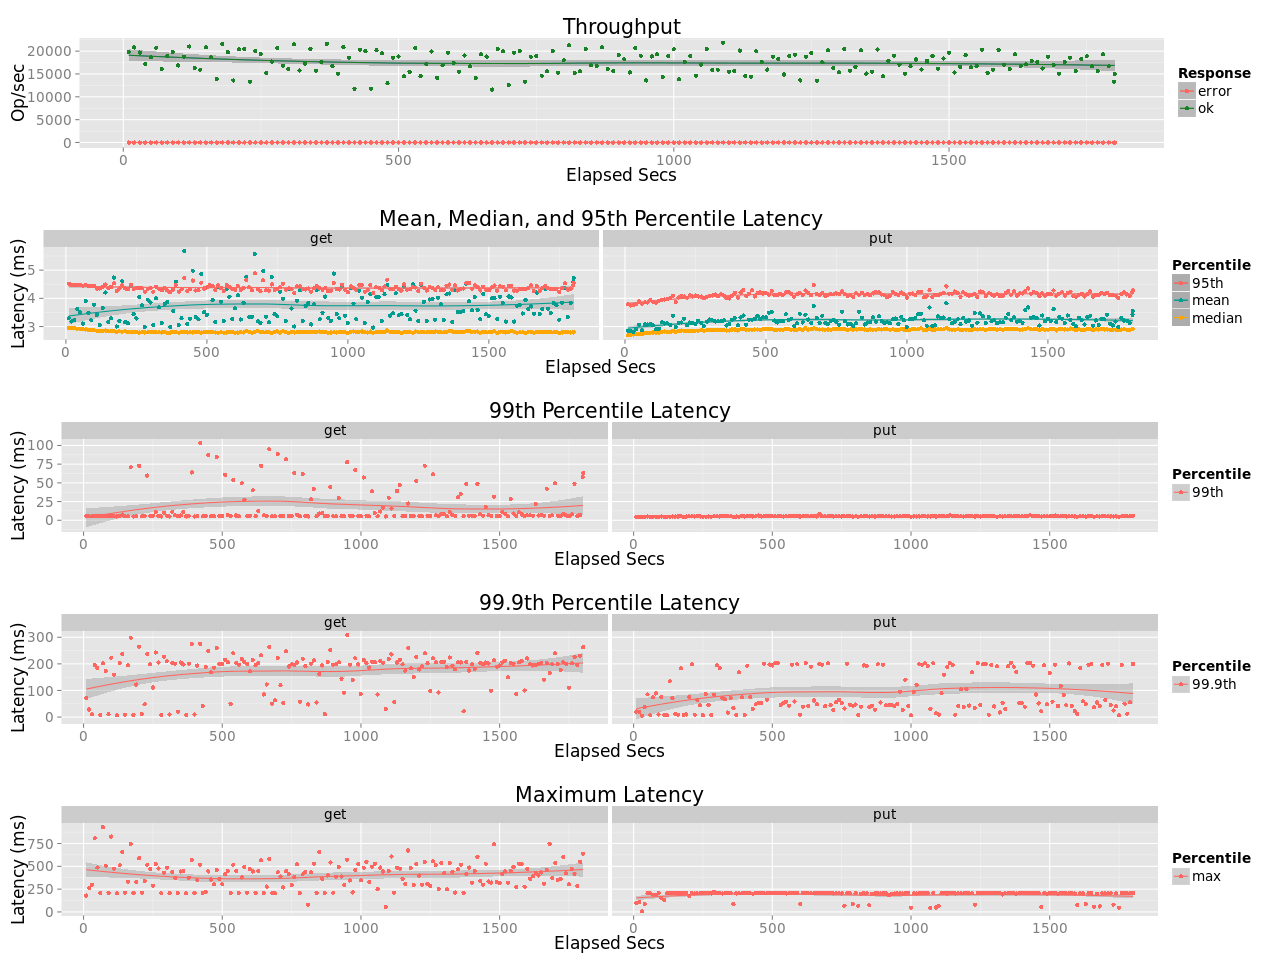 Throughput
Op/sec
20000
15000
10000
5000
0
0 500 1000 1500
Elapsed Secs
Response
error
ok
Mean, Median, and 95th Percentile Latency
get put
Latency (ms)
5
4
3
0 500 1000 1500 0 500 1000 1500
Elapsed Secs
Percentile
95th
mean
median
99th Percentile Latency
get put
Latency (ms)
100
75
50
25
0
0 500 1000 1500 0 500 1000 1500
Elapsed Secs
Percentile
99th
99.9th Percentile Latency
get put
Latency (ms)
300
200
100
0
0 500 1000 1500 0 500 1000 1500
Elapsed Secs
Percentile
99.9th
Maximum Latency
get put
Latency (ms)
750
500
250
0
0 500 1000 1500 0 500 1000 1500
Elapsed Secs
Percentile
max